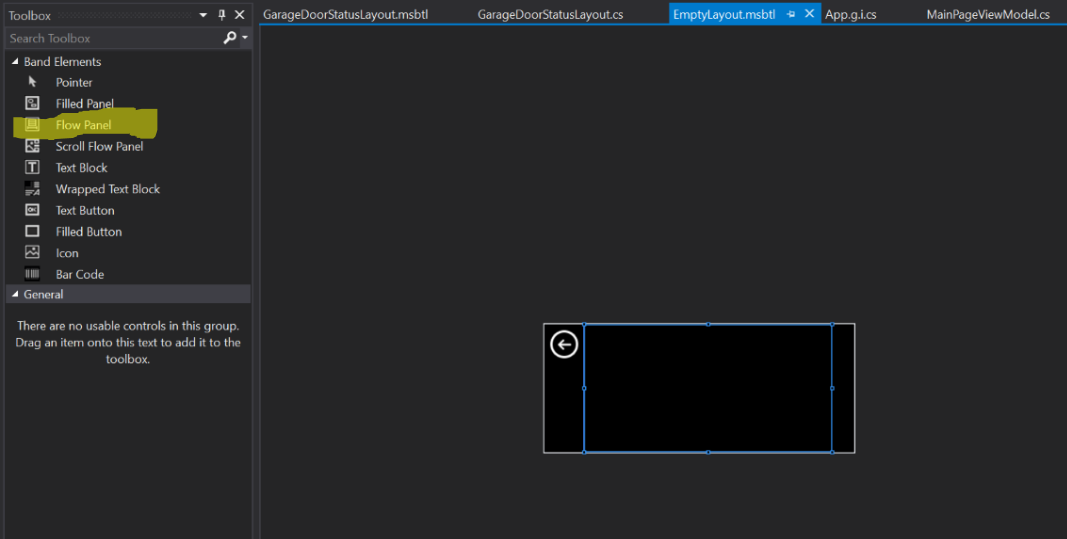 Toolbox
GarageDoorStatusLayout.msbtl GarageDoorStatusLayout.cs EmptyLayout.msbtl App.g.i.cs MainPageViewModel.cs
Search Toolbox
Band Elements
Pointer
Filled Panel
Flow Panel
Scroll Flow Panel
Text Block
Wrapped Text Block
Text Button
Filled Button
Icon
Bar Code
General
There are no usable controls in this group.
Drag an item onto this text to add it to the
toolbox.